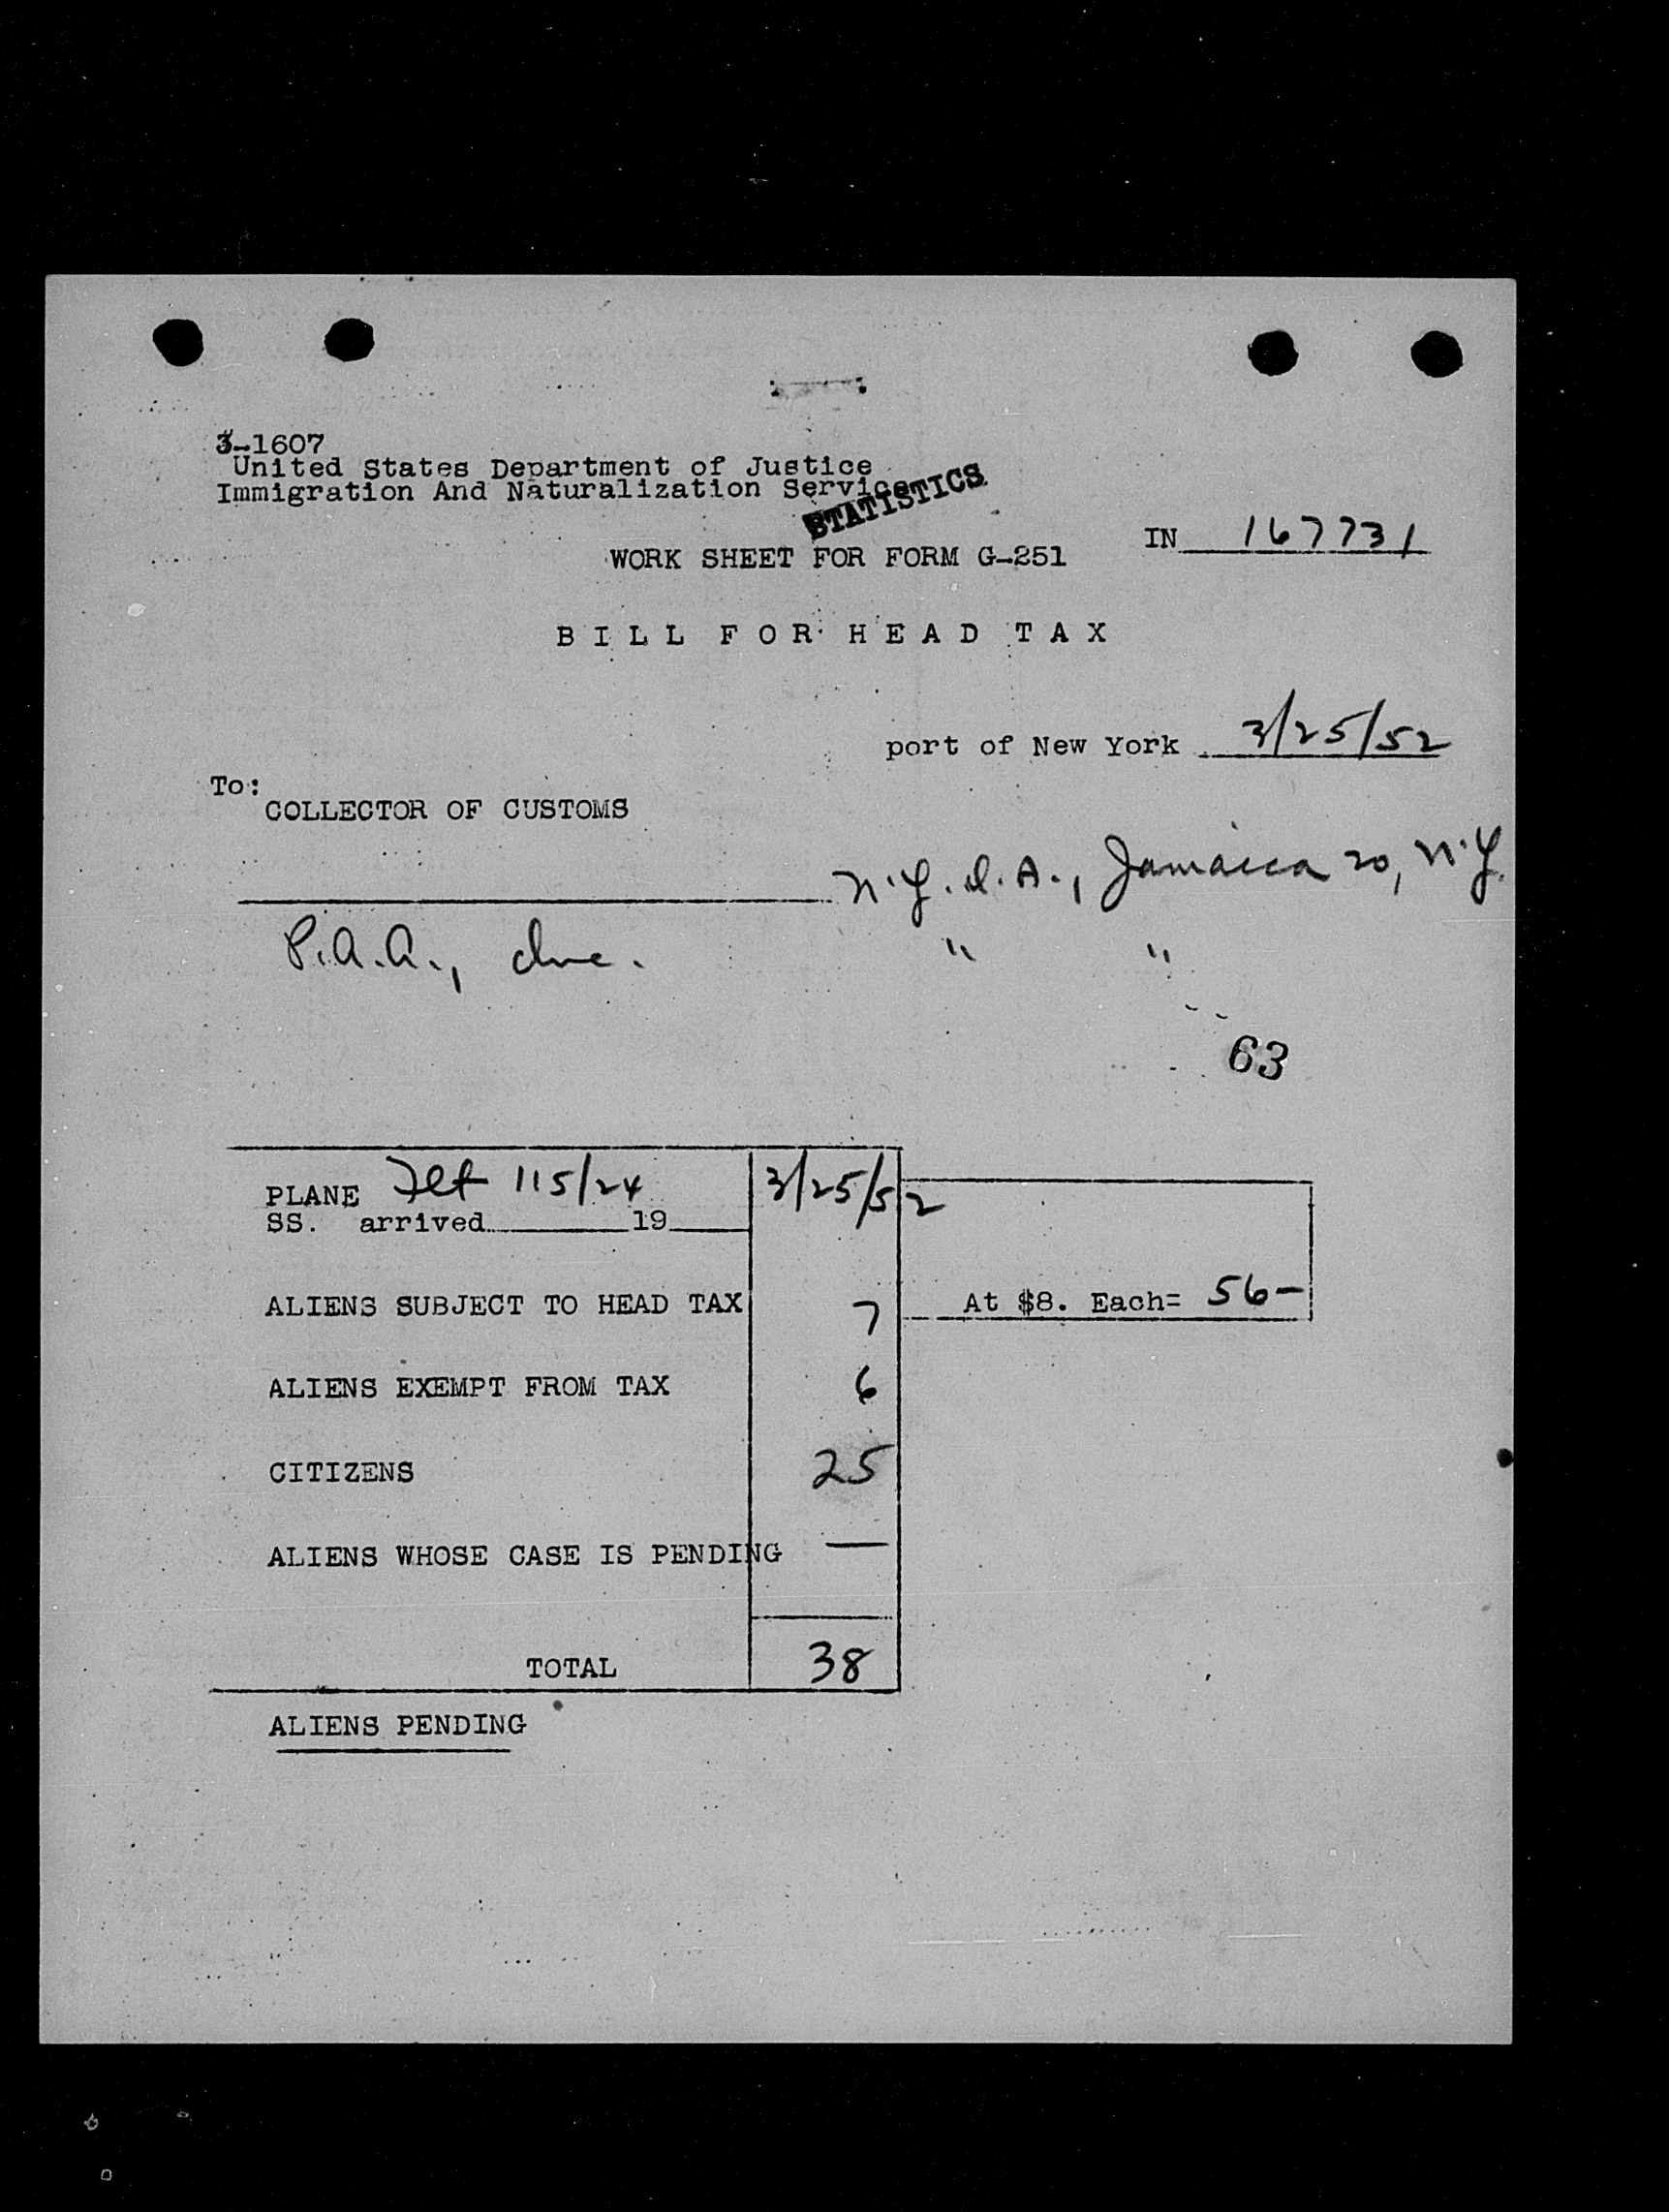 3-1607
United States Department of Justice
Immigration And Naturalization Service
STATISTICS
IN 167731
WORK SHEET FOR FORM G-251
BILL FOR HEAD TAX
port of New York 3/25/52
To:
COLLECTOR OF CUSTOMS
N.Y.I.A., Jamaica 20, N.Y.
P.A.A., Inc. " "
63
PLANE Flt 115/24 3/25/52
SS. arrived 19
ALIENS SUBJECT TO HEAD TAX 7 At $8. Each= 56-
ALIENS EXEMPT FROM TAX 6
CITIZENS 25
ALIENS WHOSE CASE IS PENDING —
TOTAL 38
ALIENS PENDING